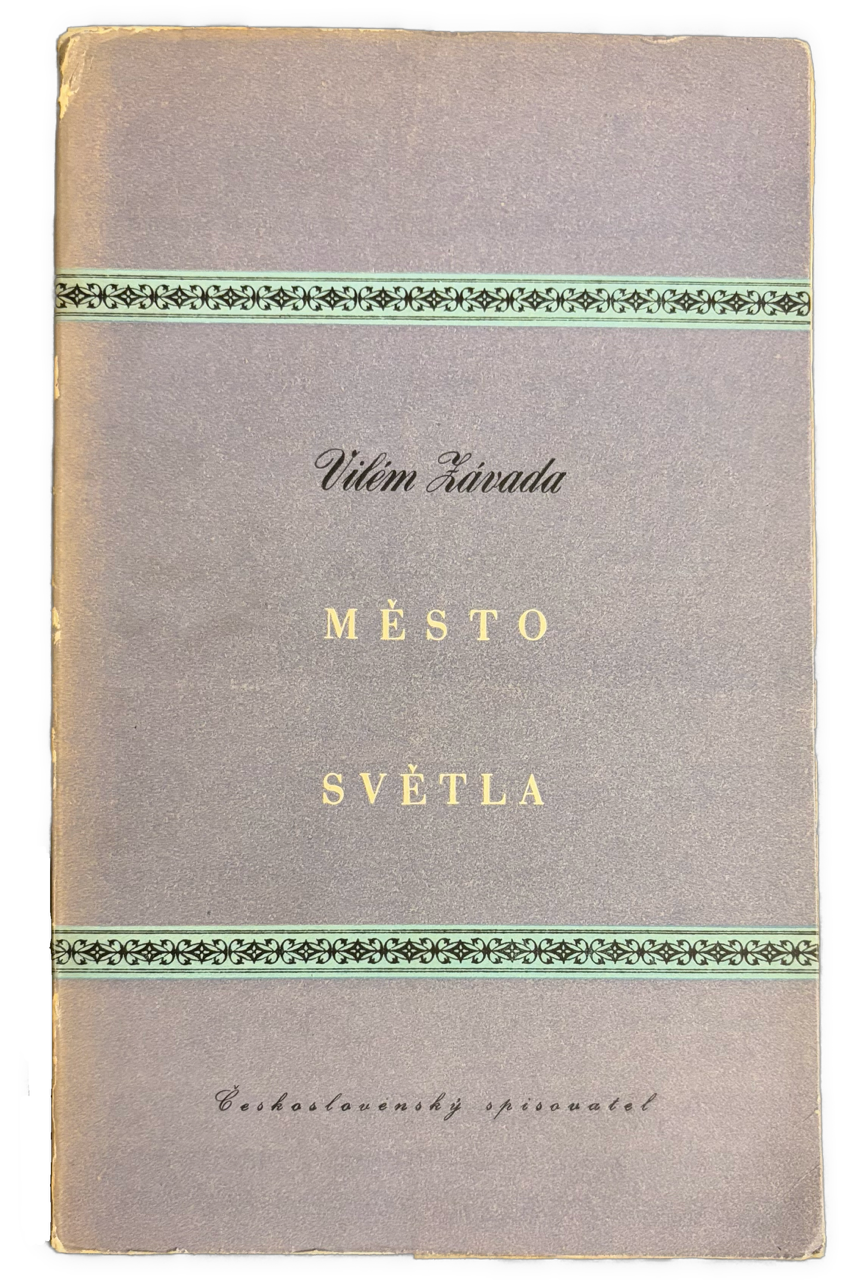 Vilém Závada
MĚSTO
SVĚTLA
Československý spisovatel